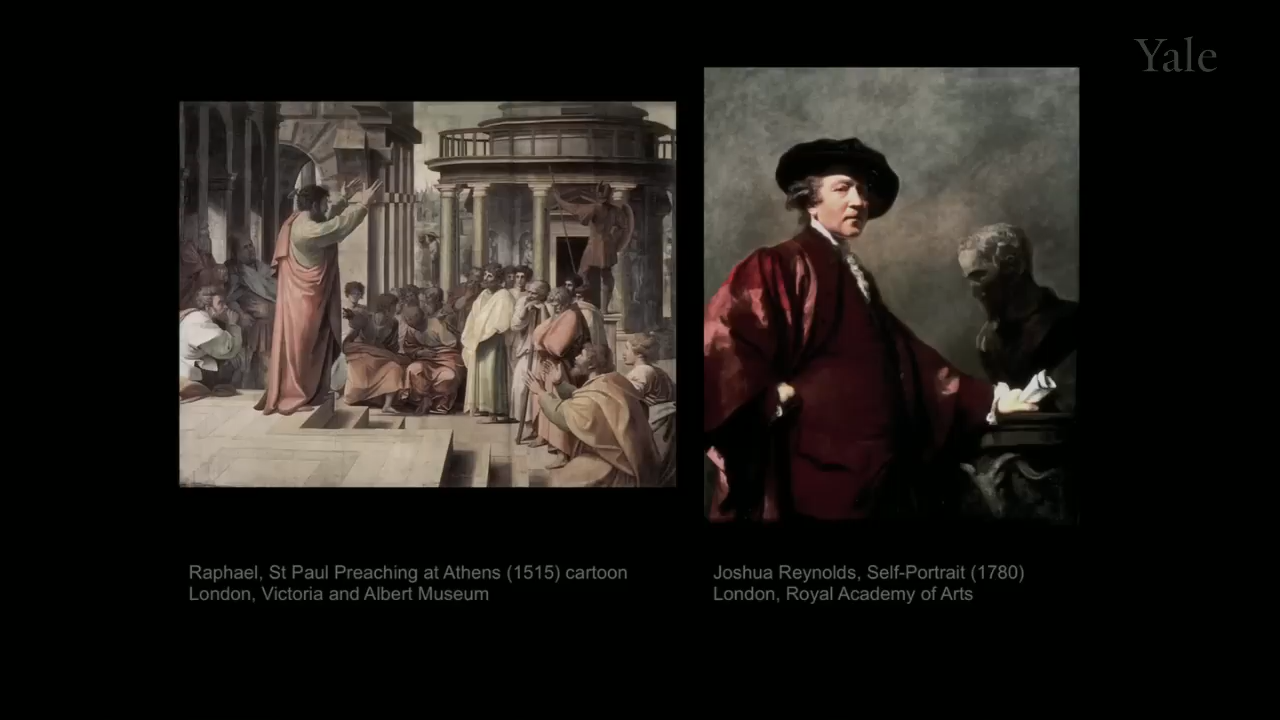 Yale
Raphael, St Paul Preaching at Athens (1515) cartoon
London, Victoria and Albert Museum
Joshua Reynolds, Self-Portrait (1780)
London, Royal Academy of Arts